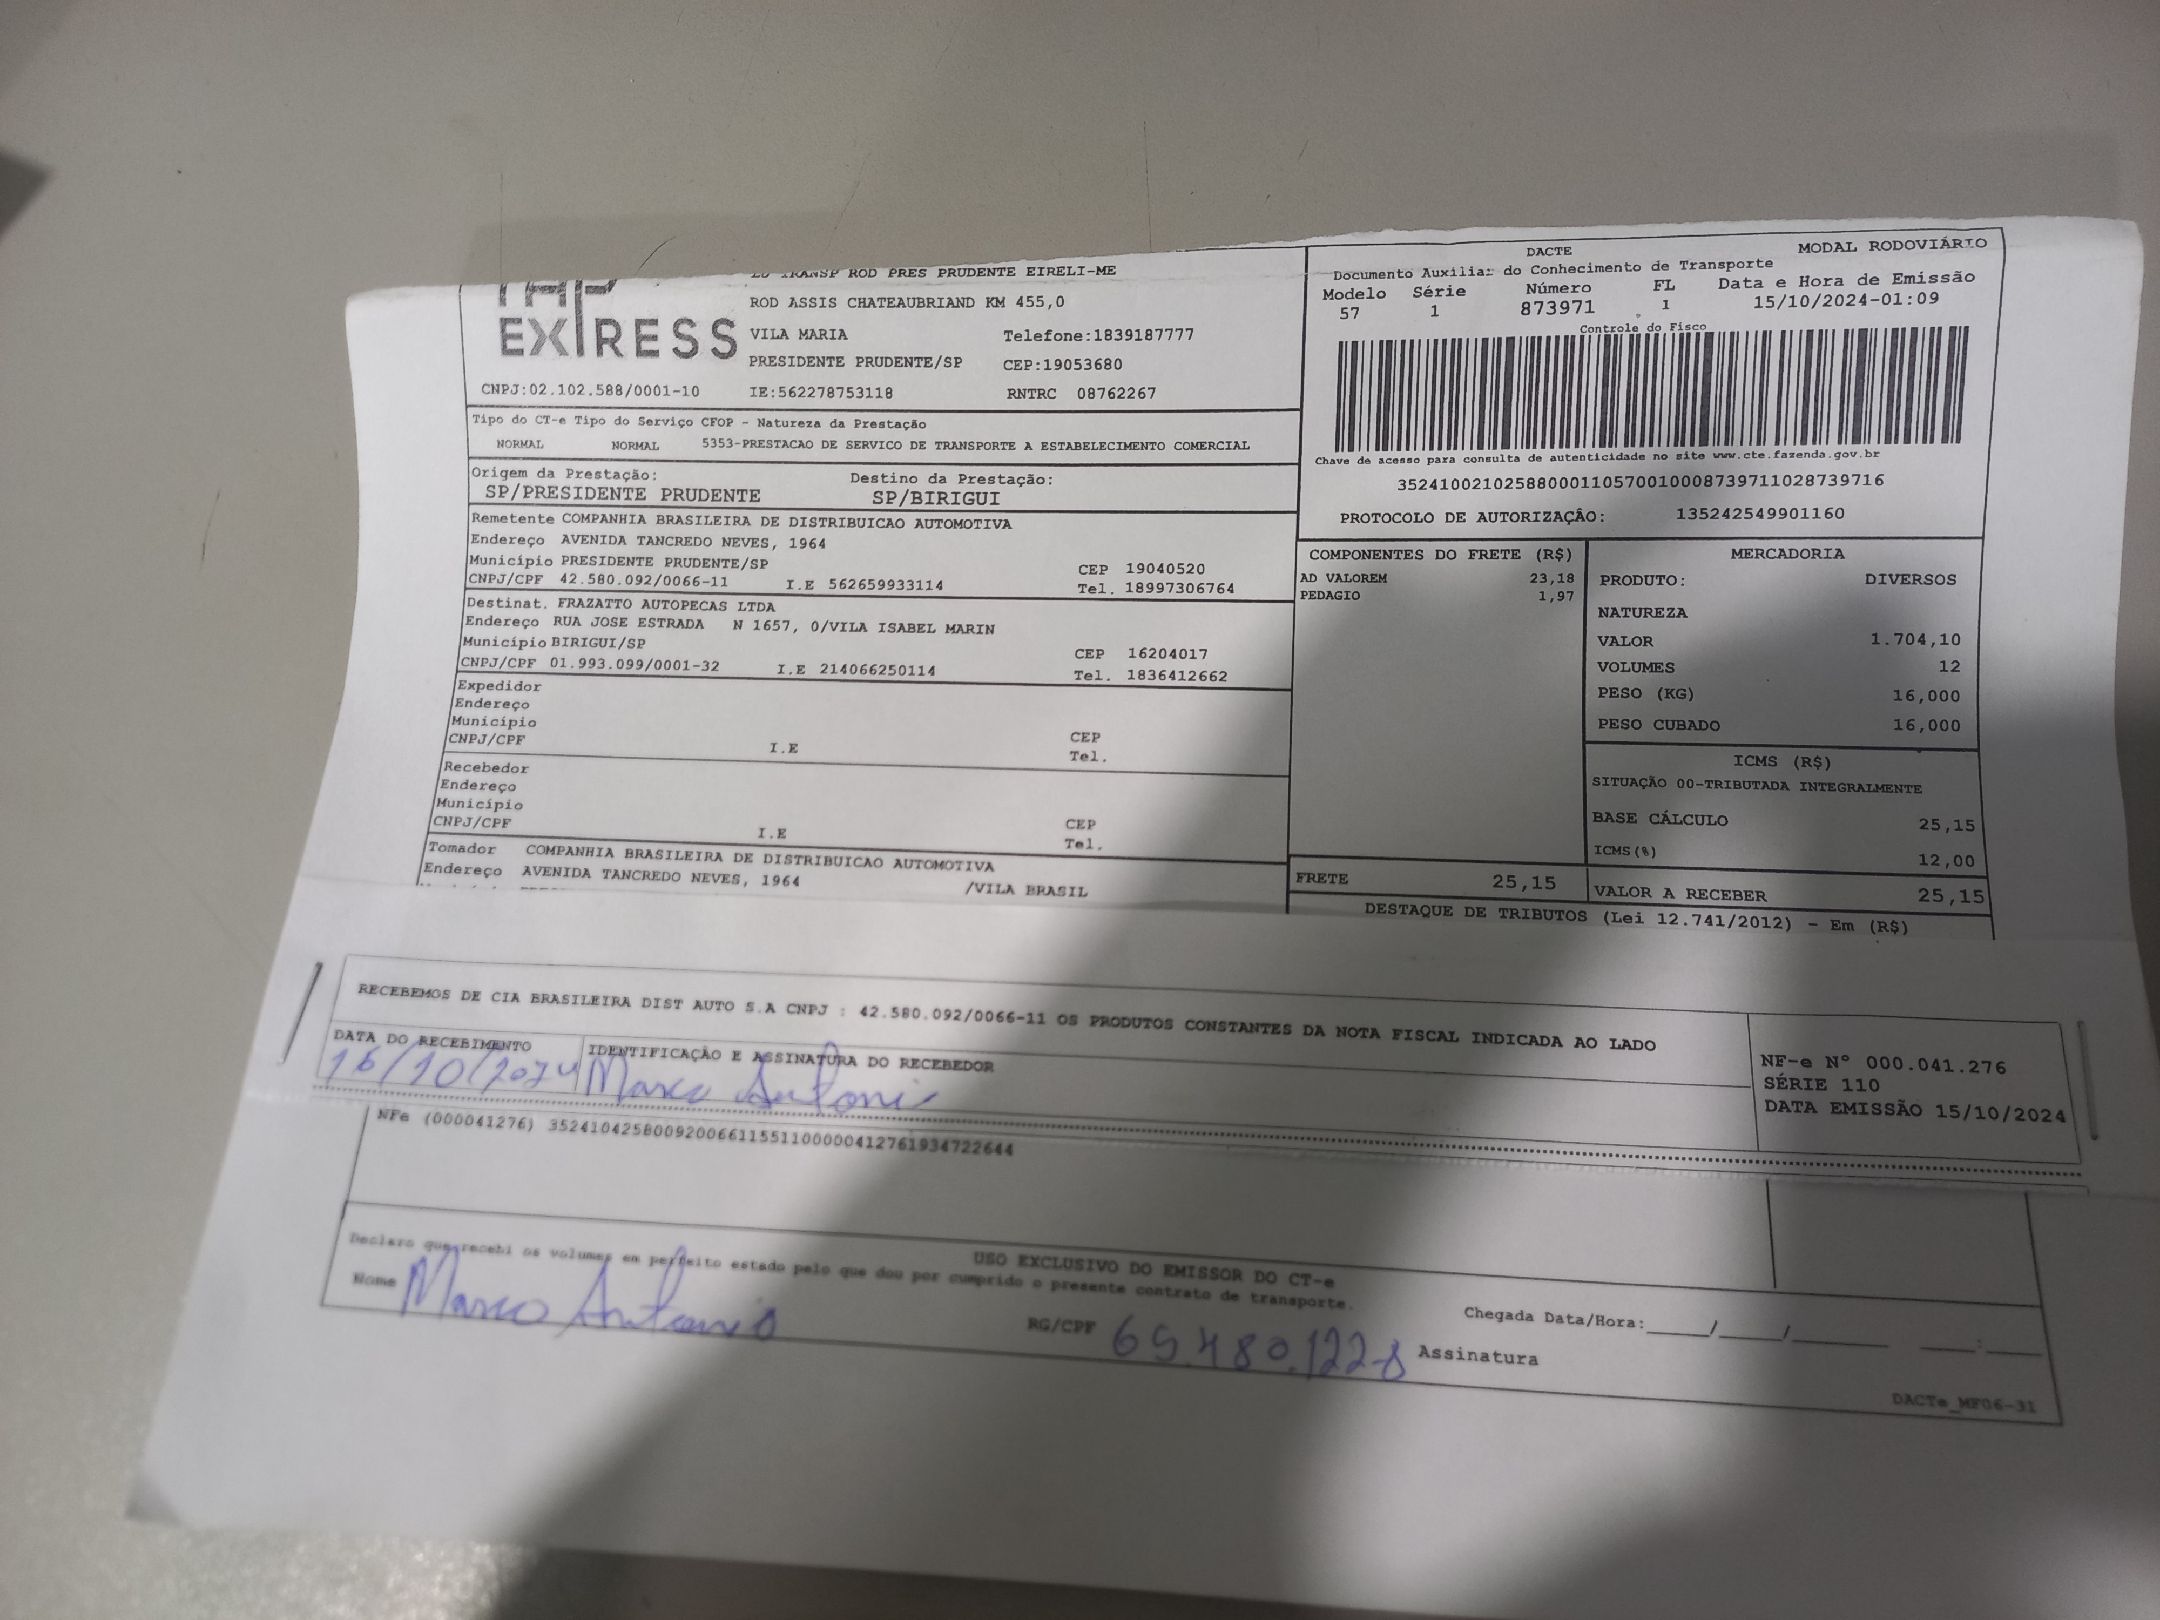 EXPRESS
TRANSP ROD PRES PRUDENTE EIRELI-ME
ROD ASSIS CHATEAUBRIAND KM 455,0
VILA MARIA Telefone:1839187777
PRESIDENTE PRUDENTE/SP CEP:19053680
CNPJ:02.102.588/0001-10 IE:562278753118 RNTRC 08762267
Tipo do CT-e Tipo do Serviço CFOP - Natureza da Prestação
NORMAL NORMAL 5353-PRESTACAO DE SERVICO DE TRANSPORTE A ESTABELECIMENTO COMERCIAL
Origem da Prestação: Destino da Prestação:
SP/PRESIDENTE PRUDENTE SP/BIRIGUI
Remetente COMPANHIA BRASILEIRA DE DISTRIBUICAO AUTOMOTIVA
Endereço AVENIDA TANCREDO NEVES, 1964
Município PRESIDENTE PRUDENTE/SP CEP 19040520
CNPJ/CPF 42.580.092/0066-11 I.E 562659933114 Tel. 18997306764
Destinat. FRAZATTO AUTOPECAS LTDA
Endereço RUA JOSE ESTRADA N 1657, 0/VILA ISABEL MARIN
Município BIRIGUI/SP CEP 16204017
CNPJ/CPF 01.993.099/0001-32 I.E 214066250114 Tel. 1836412662
Expedidor
Endereço
Município CEP
CNPJ/CPF I.E Tel.
Recebedor
Endereço
Município CEP
CNPJ/CPF I.E Tel.
Tomador COMPANHIA BRASILEIRA DE DISTRIBUICAO AUTOMOTIVA
Endereço AVENIDA TANCREDO NEVES, 1964 /VILA BRASIL
DACTE MODAL RODOVIÁRIO
Documento Auxiliar do Conhecimento de Transporte
Modelo Série Número FL Data e Hora de Emissão
57 1 873971 1 15/10/2024-01:09
Controle do Fisco
Chave de acesso para consulta de autenticidade no site www.cte.fazenda.gov.br
35241002102588000110570010008739711028739716
PROTOCOLO DE AUTORIZAÇÃO: 135242549901160
COMPONENTES DO FRETE (R$)
AD VALOREM 23,18
PEDAGIO 1,97
MERCADORIA
PRODUTO: DIVERSOS
NATUREZA
VALOR 1.704,10
VOLUMES 12
PESO (KG) 16,000
PESO CUBADO 16,000
ICMS (R$)
SITUAÇÃO 00-TRIBUTADA INTEGRALMENTE
BASE CÁLCULO 25,15
ICMS(%) 12,00
FRETE 25,15 VALOR A RECEBER 25,15
DESTAQUE DE TRIBUTOS (Lei 12.741/2012) - Em (R$)
RECEBEMOS DE CIA BRASILEIRA DIST AUTO S.A CNPJ : 42.580.092/0066-11 OS PRODUTOS CONSTANTES DA NOTA FISCAL INDICADA AO LADO
DATA DO RECEBIMENTO IDENTIFICAÇÃO E ASSINATURA DO RECEBEDOR
16/10/2024 Marco Antonio
NF-e Nº 000.041.276
SÉRIE 110
DATA EMISSÃO 15/10/2024
NFe (000041276) 35241042580092006611551100000412761934722644
USO EXCLUSIVO DO EMISSOR DO CT-e
Declaro que recebi os volumes em perfeito estado pelo que dou por cumprido o presente contrato de transporte.
Nome Marco Antonio RG/CPF 65.480.122-8 Assinatura
Chegada Data/Hora:____/____/______ ___:___
DACTe_MF06-31